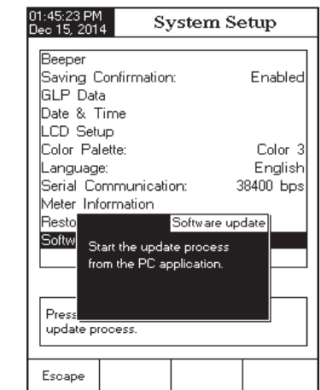 01:45:23 PM
Dec 15, 2014
System Setup
Beeper
Saving Confirmation: Enabled
GLP Data
Date & Time
LCD Setup
Color Palette: Color 3
Language: English
Serial Communication: 38400 bps
Meter Information
Resto
Softw
Software update
Start the update process
from the PC application.
Press
update process.
Escape